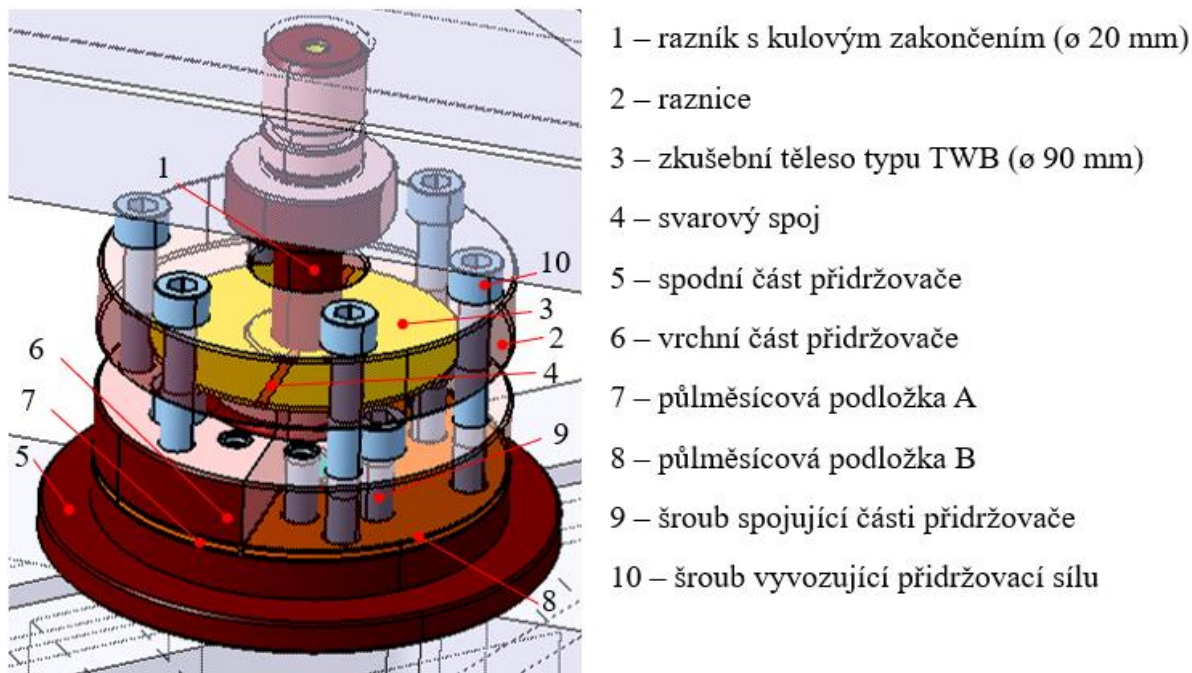 1 – razník s kulovým zakončením (ø 20 mm)
2 – raznice
3 – zkušební těleso typu TWB (ø 90 mm)
4 – svarový spoj
5 – spodní část přidržovače
6 – vrchní část přidržovače
7 – půlměsícová podložka A
8 – půlměsícová podložka B
9 – šroub spojující části přidržovače
10 – šroub vyvozující přidržovací sílu
1
10
3
2
6
4
7
9
5
8